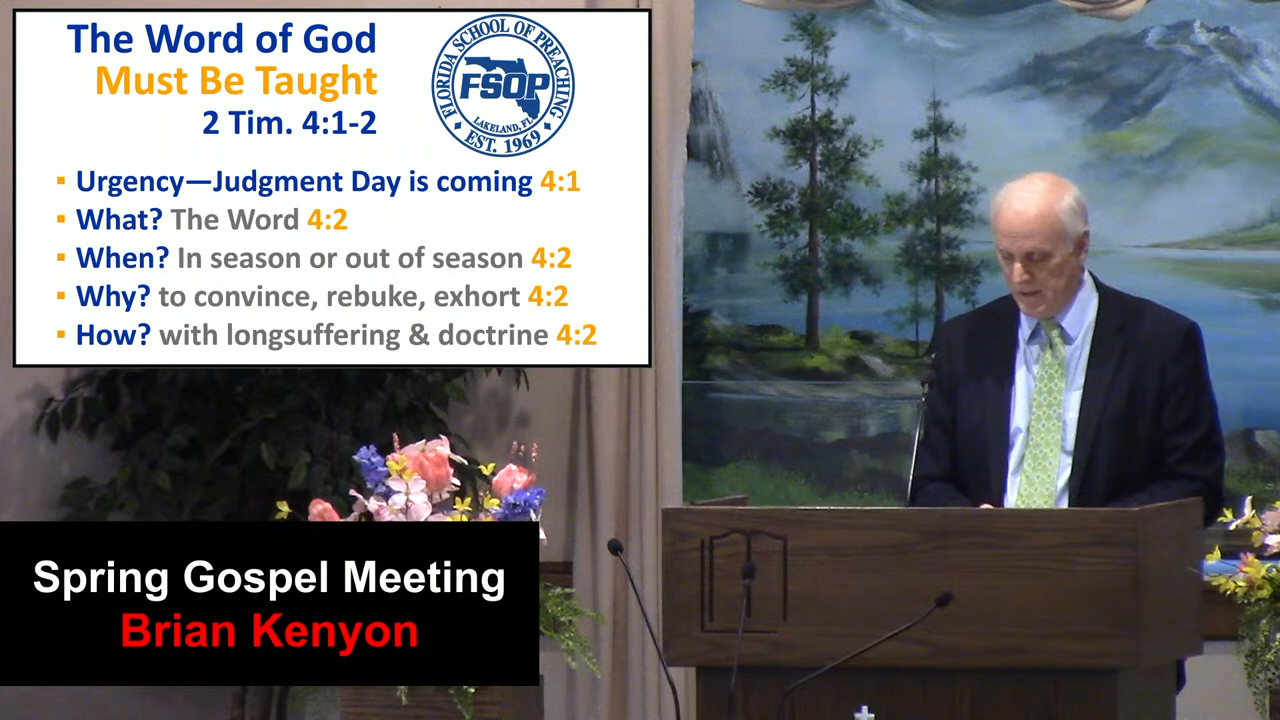 The Word of God
Must Be Taught
2 Tim. 4:1-2
FLORIDA SCHOOL OF PREACHING
FSOP
LAKELAND, FL
EST. 1969
▪ Urgency—Judgment Day is coming 4:1
▪ What? The Word 4:2
▪ When? In season or out of season 4:2
▪ Why? to convince, rebuke, exhort 4:2
▪ How? with longsuffering & doctrine 4:2
Spring Gospel Meeting
Brian Kenyon